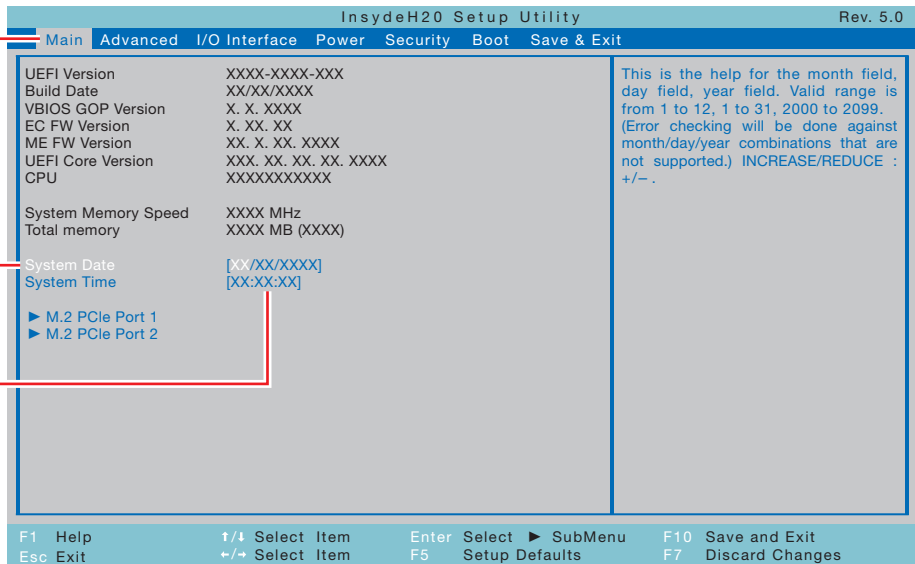 InsydeH20 Setup Utility Rev. 5.0
Main Advanced I/O Interface Power Security Boot Save & Exit
UEFI Version XXXX-XXXX-XXX
Build Date XX/XX/XXXX
VBIOS GOP Version X. X. XXXX
EC FW Version X. XX. XX
ME FW Version XX. X. XX. XXXX
UEFI Core Version XXX. XX. XX. XX. XXXX
CPU XXXXXXXXXXX
System Memory Speed XXXX MHz
Total memory XXXX MB (XXXX)
System Date [XX/XX/XXXX]
System Time [XX:XX:XX]
► M.2 PCIe Port 1
► M.2 PCIe Port 2
This is the help for the month field,
day field, year field. Valid range is
from 1 to 12, 1 to 31, 2000 to 2099.
(Error checking will be done against
month/day/year combinations that are
not supported.) INCREASE/REDUCE :
+/− .
F1 Help ↑/↓ Select Item Enter Select ► SubMenu F10 Save and Exit
Esc Exit ←/→ Select Item F5 Setup Defaults F7 Discard Changes